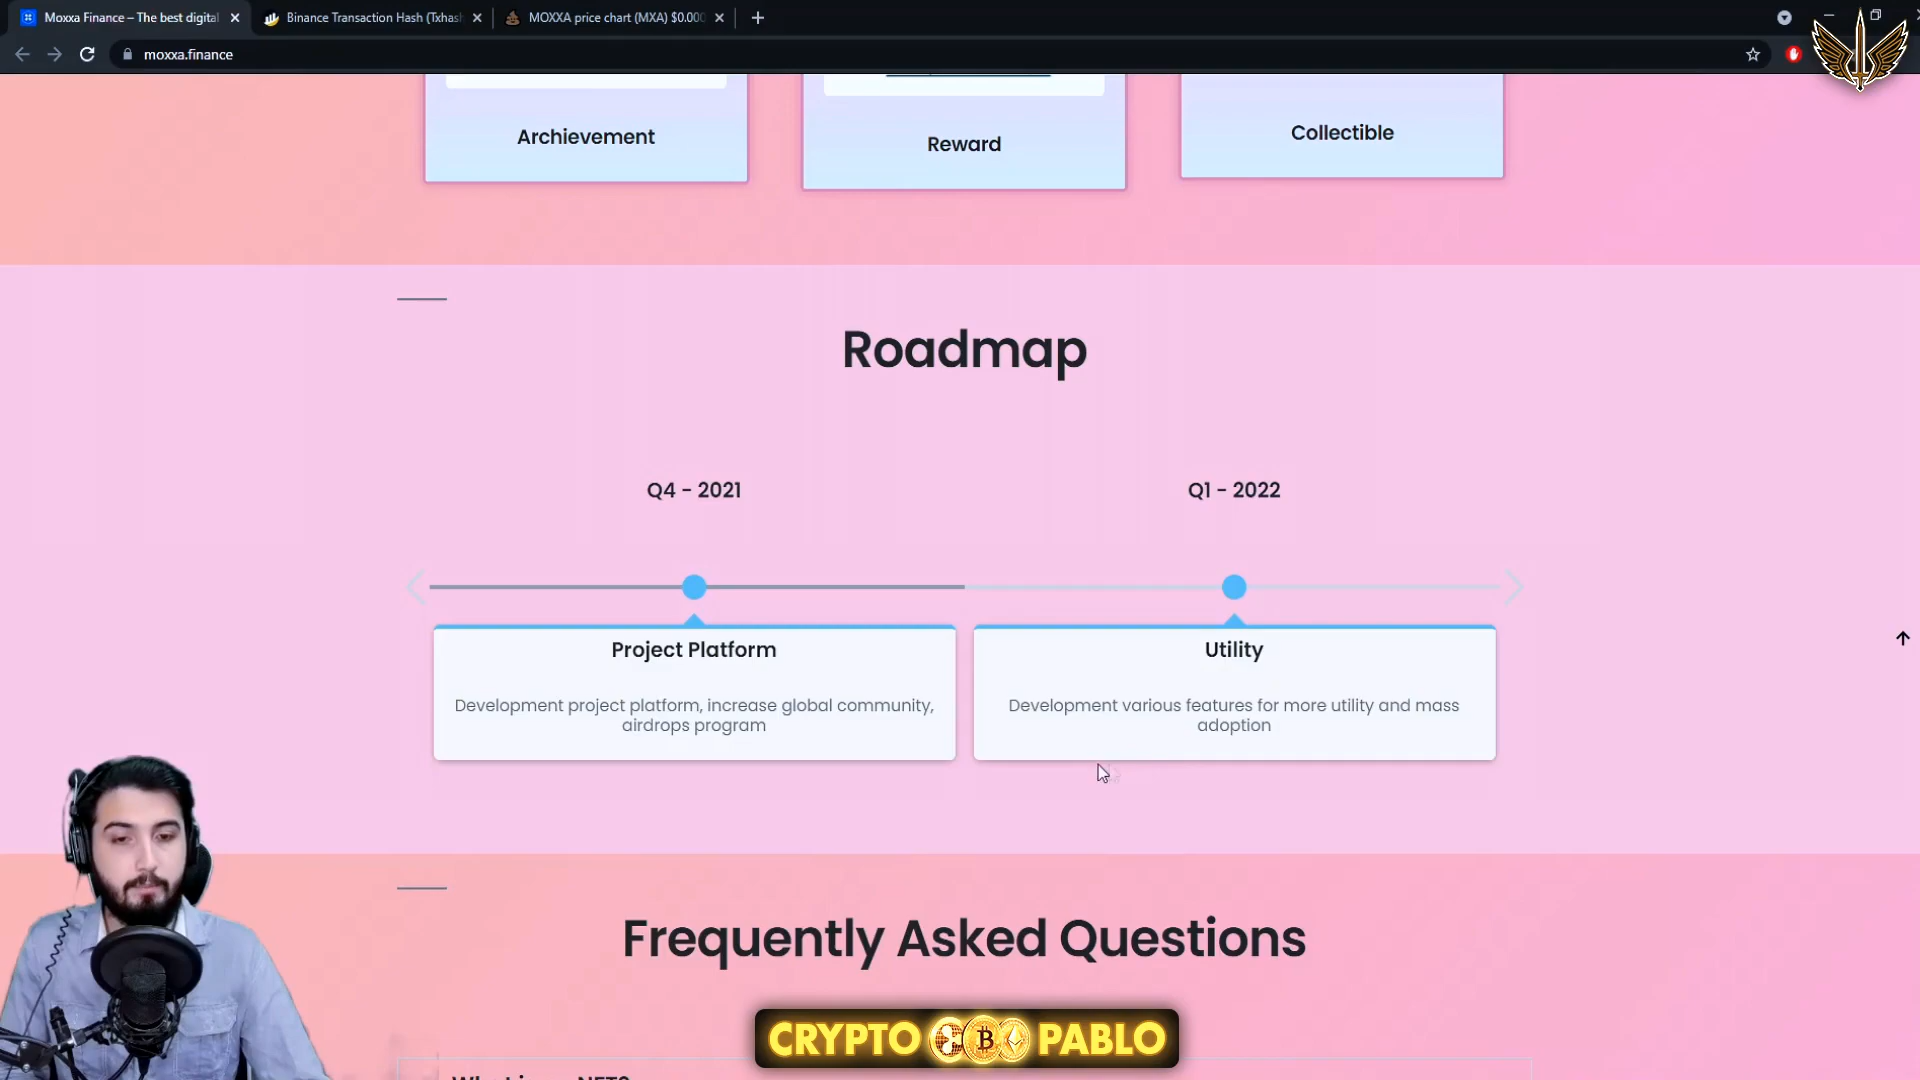 Moxxa Finance – The best digital
Binance Transaction Hash (Txhash
MOXXA price chart (MXA) $0.000
moxxa.finance
Archievement
Reward
Collectible
Roadmap
Q4 - 2021
Q1 - 2022
Project Platform
Development project platform, increase global community,
airdrops program
Utility
Development various features for more utility and mass
adoption
Frequently Asked Questions
CRYPTO PABLO